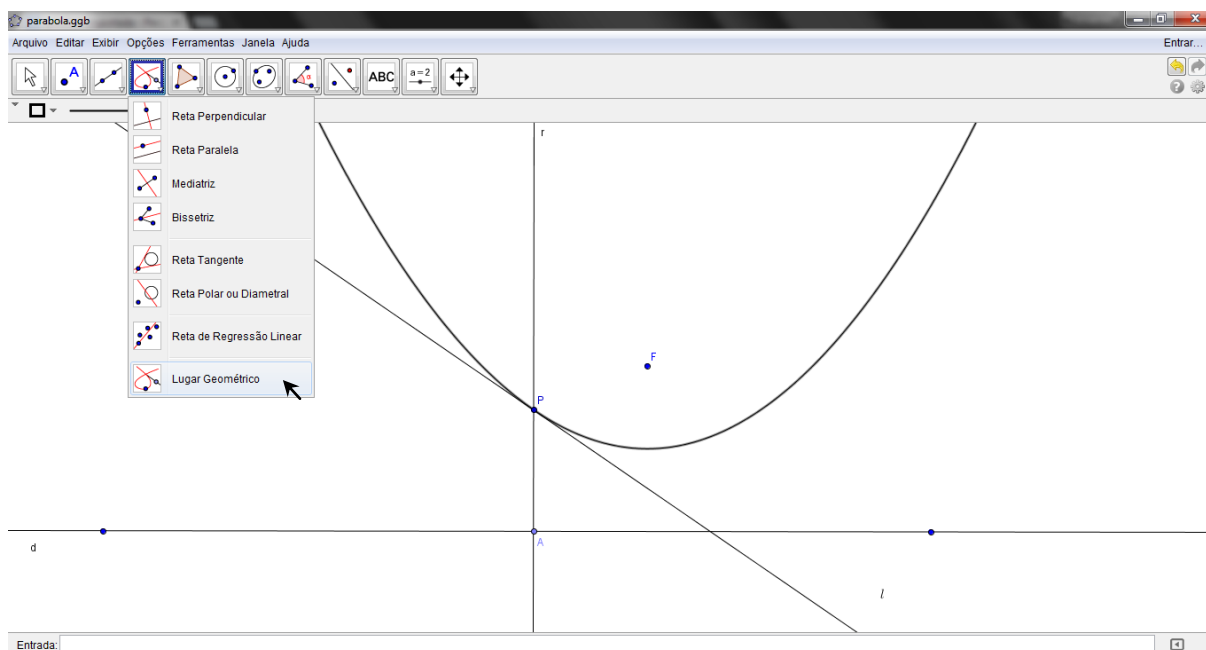 parabola.ggb
Arquivo Editar Exibir Opções Ferramentas Janela Ajuda
Entrar...
A
ABC
a=2
Reta Perpendicular
Reta Paralela
Mediatriz
Bissetriz
Reta Tangente
Reta Polar ou Diametral
Reta de Regressão Linear
Lugar Geométrico
r
F
P
A
d
l
Entrada: